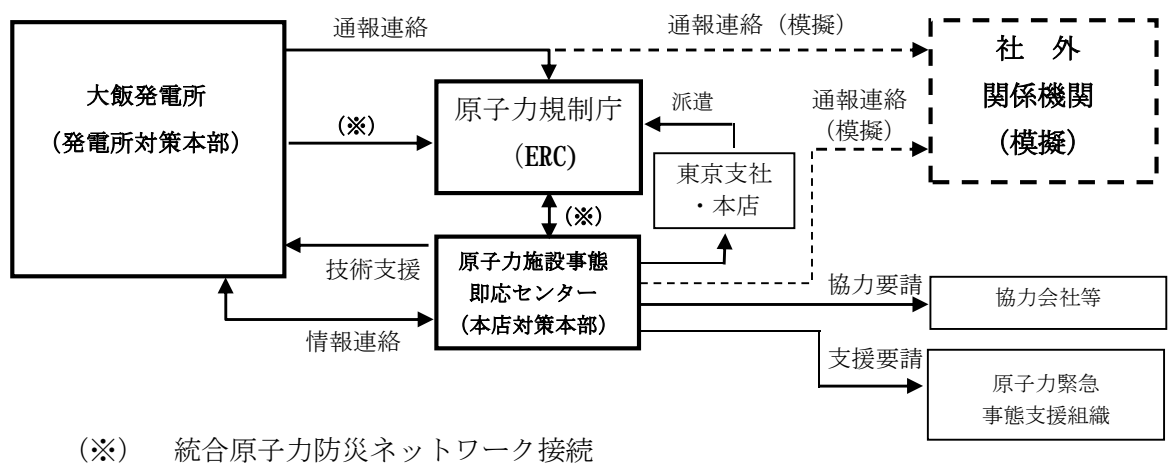 通報連絡
通報連絡（模擬）
社　外
関係機関
（模擬）
大飯発電所
（発電所対策本部）
（※）
原子力規制庁
（ERC）
派遣
通報連絡
（模擬）
東京支社
・本店
（※）
技術支援
原子力施設事態
即応センター
（本店対策本部）
情報連絡
協力要請
協力会社等
支援要請
原子力緊急
事態支援組織
（※）　統合原子力防災ネットワーク接続